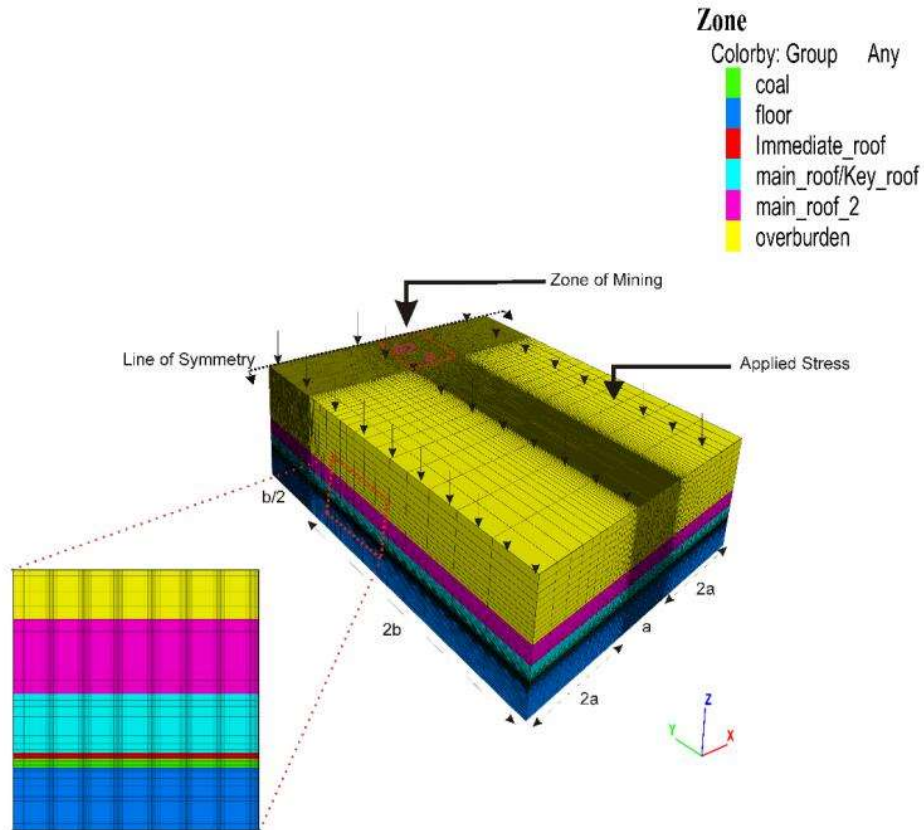 Zone
Colorby: Group Any
coal
floor
Immediate_roof
main_roof/Key_roof
main_roof_2
overburden
Zone of Mining
Line of Symmetry
Applied Stress
b/2
2b
2a
a
2a
Z
Y
X